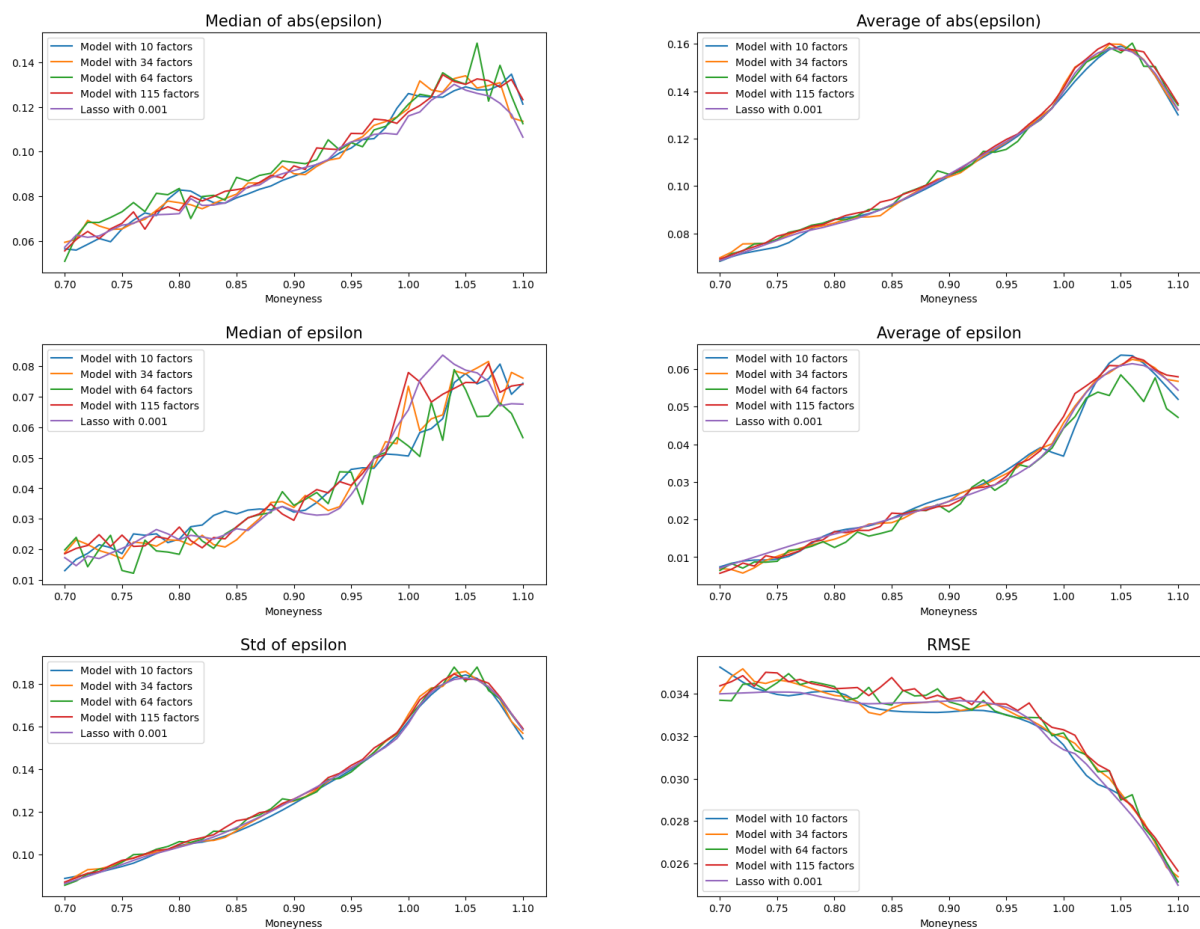 Median of abs(epsilon)
Model with 10 factors
Model with 34 factors
Model with 64 factors
Model with 115 factors
Lasso with 0.001
0.14
0.12
0.10
0.08
0.06
0.70 0.75 0.80 0.85 0.90 0.95 1.00 1.05 1.10
Moneyness
Average of abs(epsilon)
Model with 10 factors
Model with 34 factors
Model with 64 factors
Model with 115 factors
Lasso with 0.001
0.16
0.14
0.12
0.10
0.08
0.70 0.75 0.80 0.85 0.90 0.95 1.00 1.05 1.10
Moneyness
Median of epsilon
Model with 10 factors
Model with 34 factors
Model with 64 factors
Model with 115 factors
Lasso with 0.001
0.08
0.07
0.06
0.05
0.04
0.03
0.02
0.01
0.70 0.75 0.80 0.85 0.90 0.95 1.00 1.05 1.10
Moneyness
Average of epsilon
Model with 10 factors
Model with 34 factors
Model with 64 factors
Model with 115 factors
Lasso with 0.001
0.06
0.05
0.04
0.03
0.02
0.01
0.70 0.75 0.80 0.85 0.90 0.95 1.00 1.05 1.10
Moneyness
Std of epsilon
Model with 10 factors
Model with 34 factors
Model with 64 factors
Model with 115 factors
Lasso with 0.001
0.18
0.16
0.14
0.12
0.10
0.70 0.75 0.80 0.85 0.90 0.95 1.00 1.05 1.10
Moneyness
RMSE
0.034
0.032
0.030
0.028
0.026
Model with 10 factors
Model with 34 factors
Model with 64 factors
Model with 115 factors
Lasso with 0.001
0.70 0.75 0.80 0.85 0.90 0.95 1.00 1.05 1.10
Moneyness